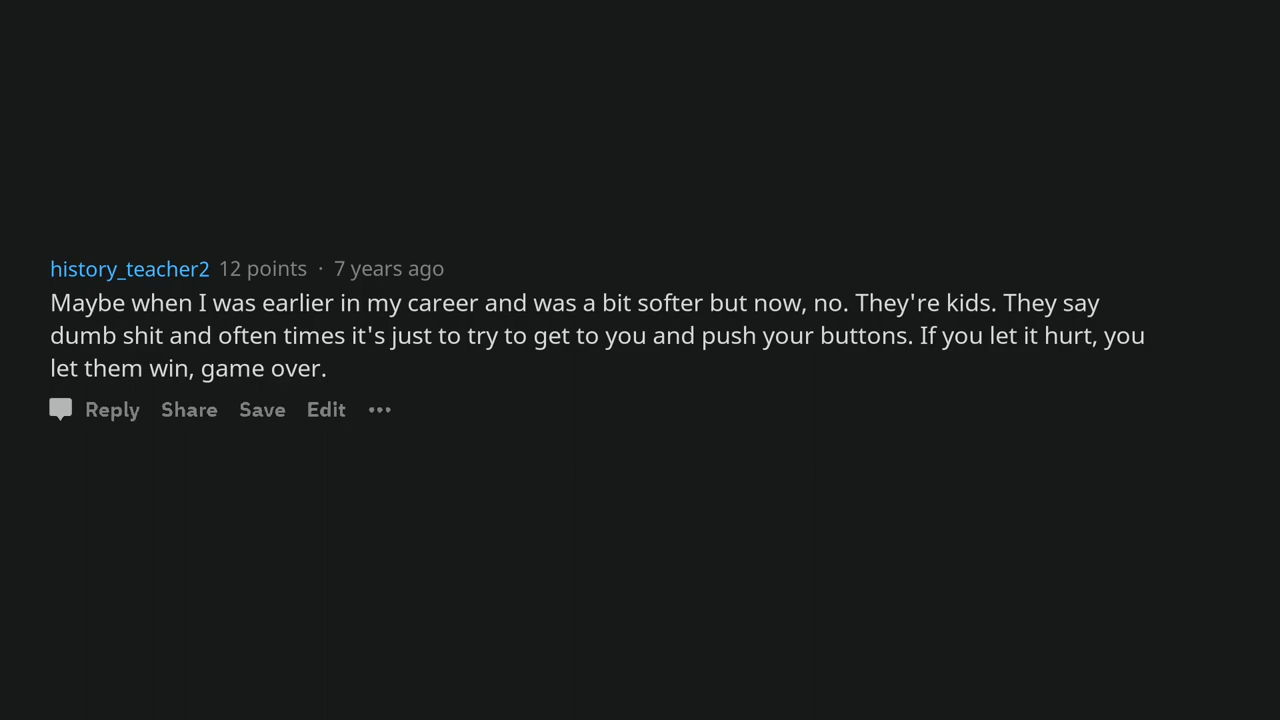 history_teacher2 12 points · 7 years ago
Maybe when I was earlier in my career and was a bit softer but now, no. They're kids. They say
dumb shit and often times it's just to try to get to you and push your buttons. If you let it hurt, you
let them win, game over.
Reply Share Save Edit •••